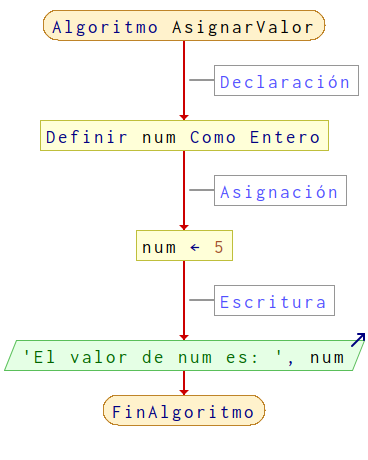 Algoritmo AsignarValor
Declaración
Definir num Como Entero
Asignación
num ← 5
Escritura
'El valor de num es: ', num
FinAlgoritmo